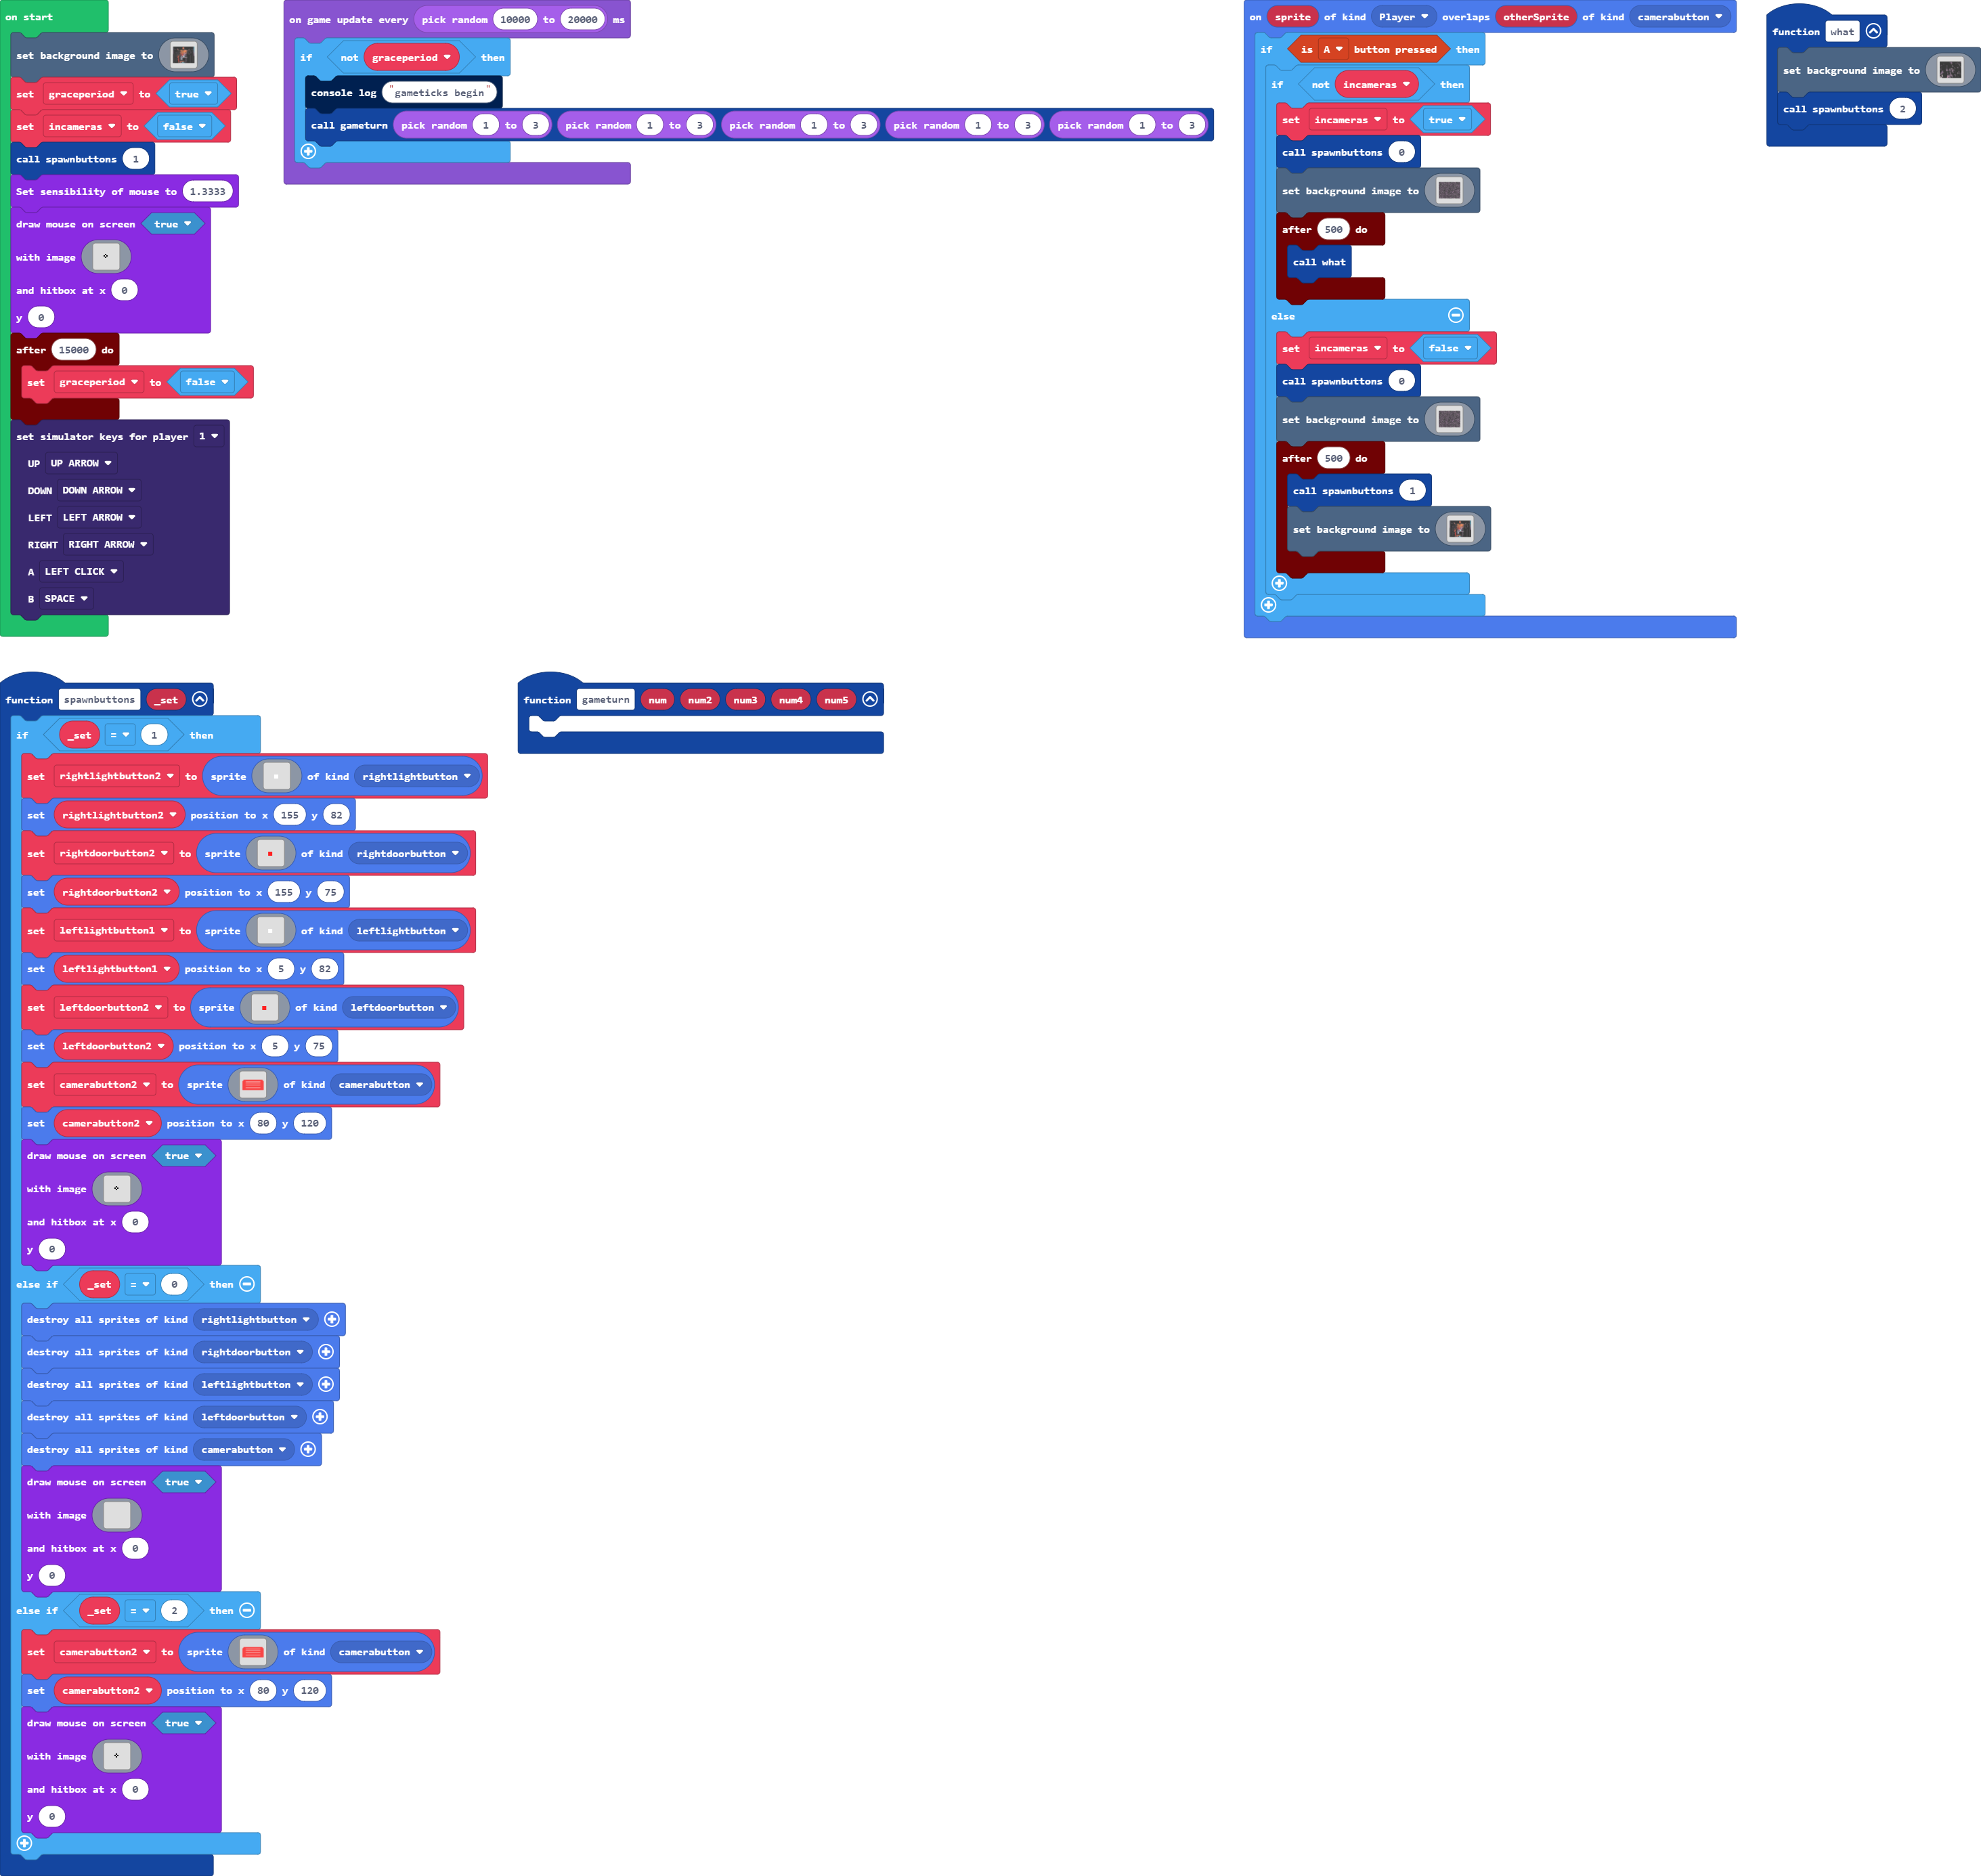 on start
set background image to
set graceperiod to true
set incameras to false
call spawnbuttons 1
Set sensibility of mouse to 1.3333
draw mouse on screen true
with image
and hitbox at x 0
y 0
after 15000 do
set graceperiod to false
set simulator keys for player 1
UP UP ARROW
DOWN DOWN ARROW
LEFT LEFT ARROW
RIGHT RIGHT ARROW
A LEFT CLICK
B SPACE
on game update every pick random 10000 to 20000 ms
if not graceperiod then
console log "gameticks begin"
call gameturn pick random 1 to 3 pick random 1 to 3 pick random 1 to 3 pick random 1 to 3 pick random 1 to 3
on sprite of kind Player overlaps otherSprite of kind camerabutton
if is A button pressed then
if not incameras then
set incameras to true
call spawnbuttons 0
set background image to
after 500 do
call what
else
set incameras to false
call spawnbuttons 0
set background image to
after 500 do
call spawnbuttons 1
set background image to
function what
set background image to
call spawnbuttons 2
function spawnbuttons _set
if _set = 1 then
set rightlightbutton2 to sprite of kind rightlightbutton
set rightlightbutton2 position to x 155 y 82
set rightdoorbutton2 to sprite of kind rightdoorbutton
set rightdoorbutton2 position to x 155 y 75
set leftlightbutton1 to sprite of kind leftlightbutton
set leftlightbutton1 position to x 5 y 82
set leftdoorbutton2 to sprite of kind leftdoorbutton
set leftdoorbutton2 position to x 5 y 75
set camerabutton2 to sprite of kind camerabutton
set camerabutton2 position to x 80 y 120
draw mouse on screen true
with image
and hitbox at x 0
y 0
else if _set = 0 then
destroy all sprites of kind rightlightbutton
destroy all sprites of kind rightdoorbutton
destroy all sprites of kind leftlightbutton
destroy all sprites of kind leftdoorbutton
destroy all sprites of kind camerabutton
draw mouse on screen true
with image
and hitbox at x 0
y 0
else if _set = 2 then
set camerabutton2 to sprite of kind camerabutton
set camerabutton2 position to x 80 y 120
draw mouse on screen true
with image
and hitbox at x 0
y 0
function gameturn num num2 num3 num4 num5